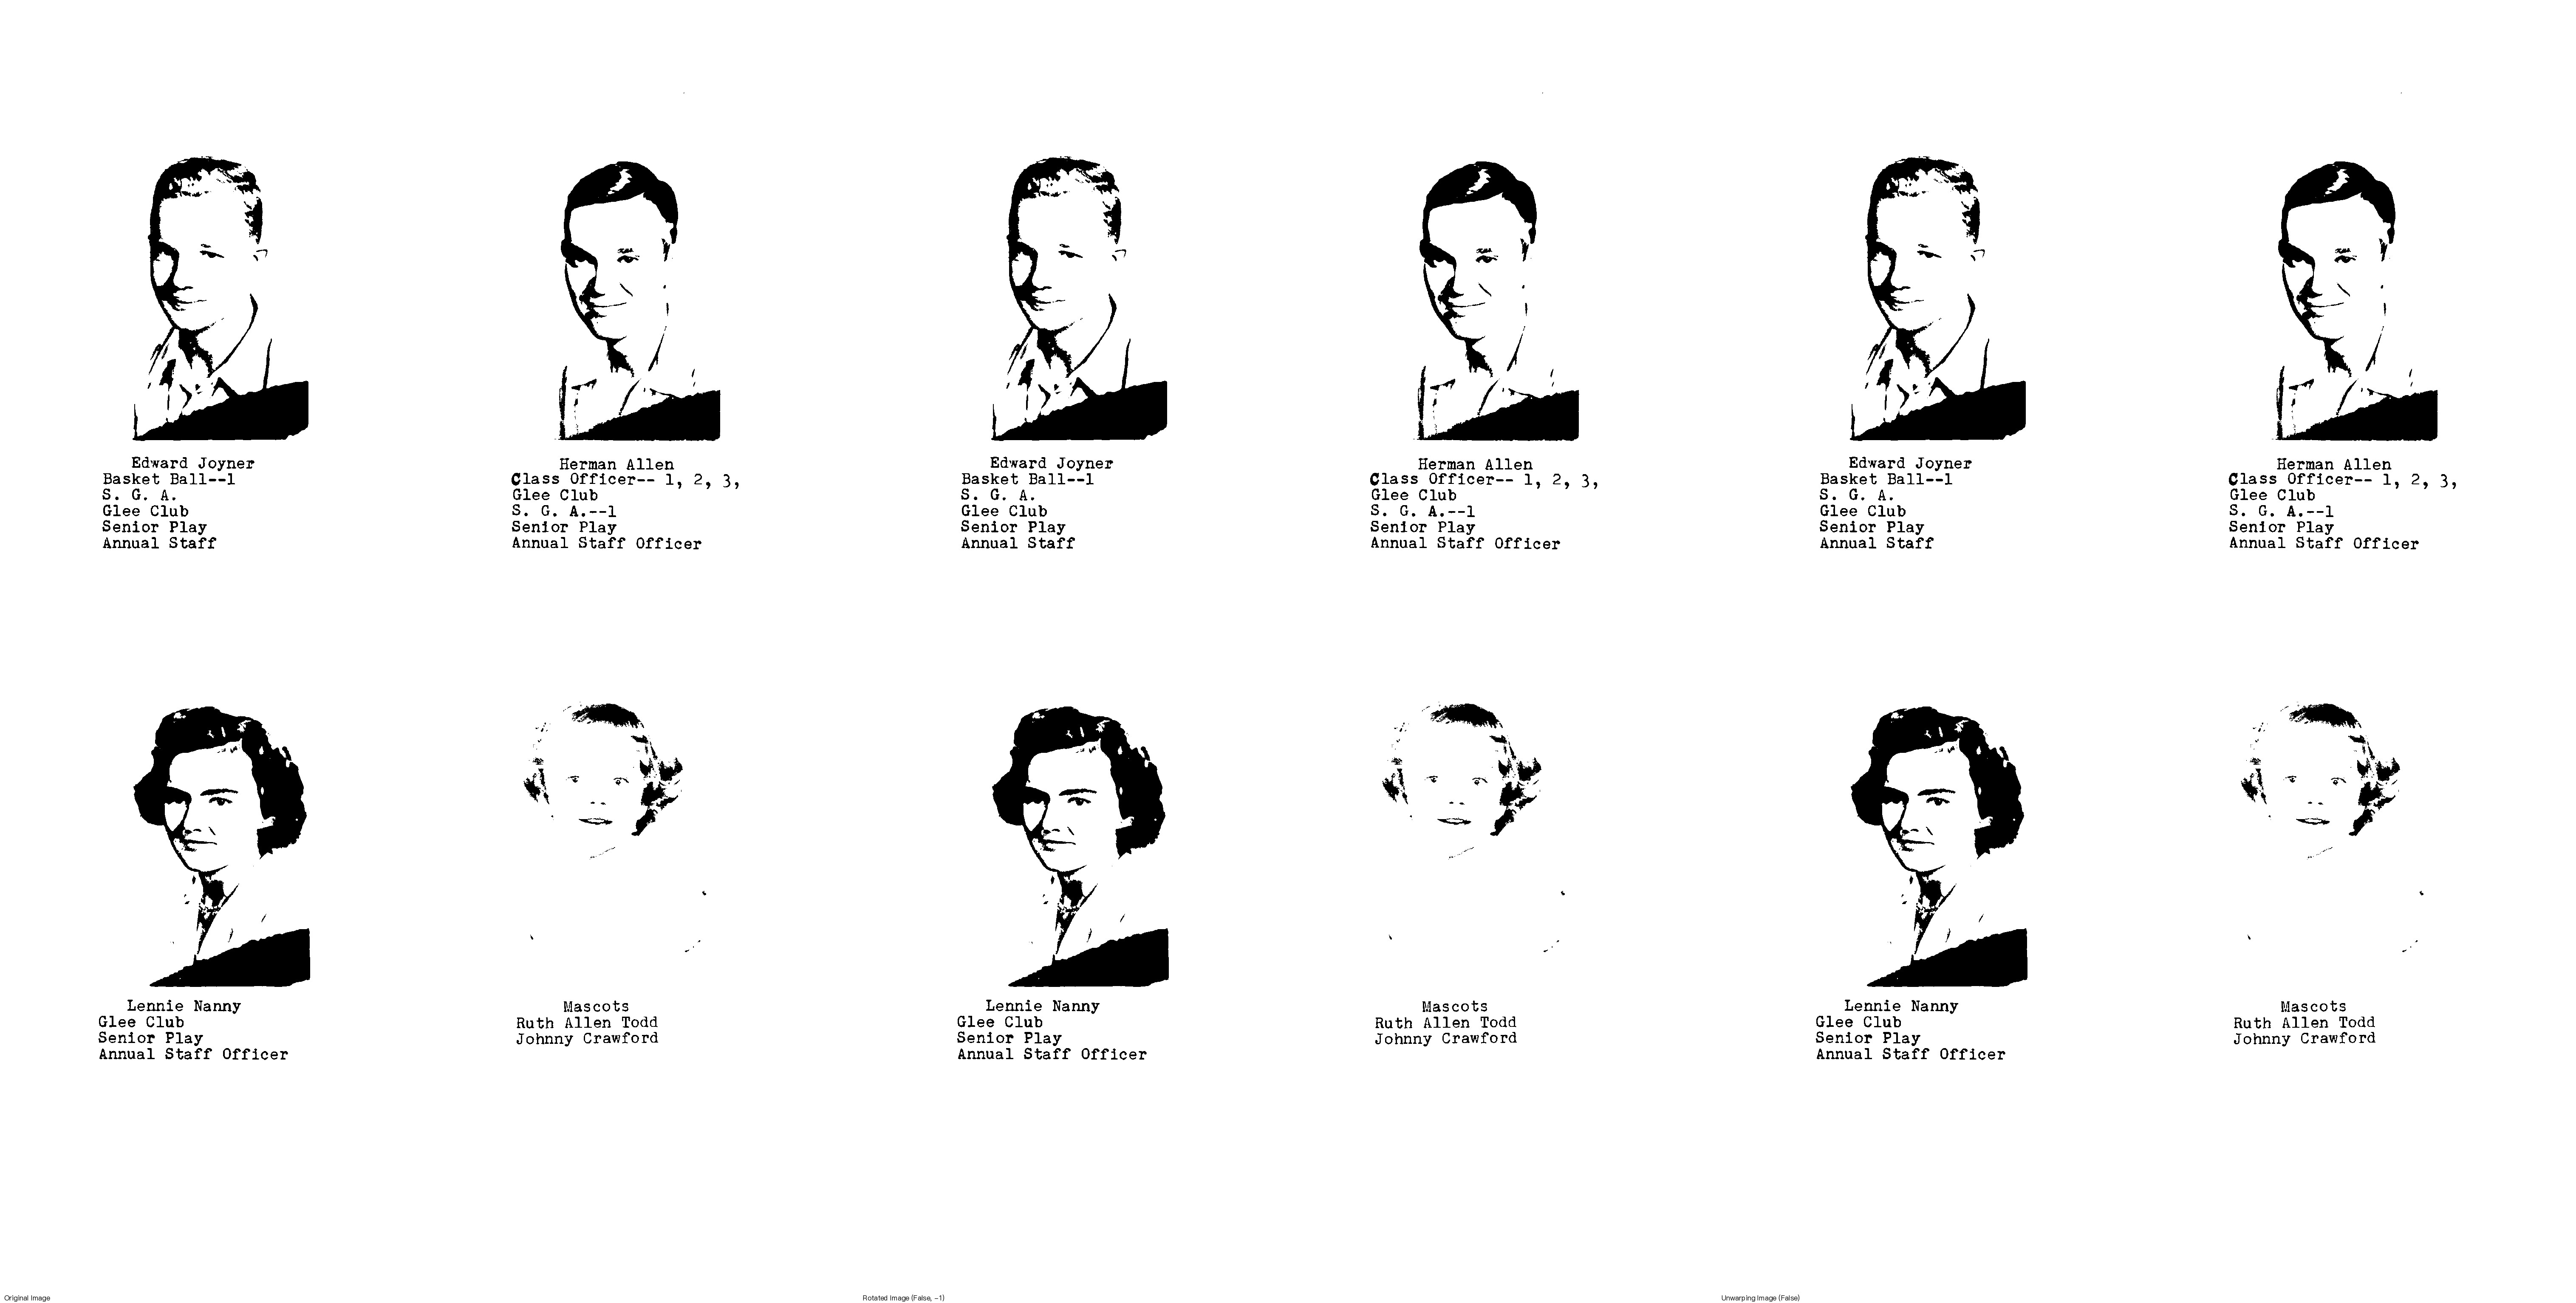 Edward Joyner
Basket Ball--1
S. G. A.
Glee Club
Senior Play
Annual Staff
Herman Allen
Class Officer-- 1, 2, 3,
Glee Club
S. G. A.--1
Senior Play
Annual Staff Officer
Lennie Nanny
Glee Club
Senior Play
Annual Staff Officer
Mascots
Ruth Allen Todd
Johnny Crawford
Original Image
Edward Joyner
Basket Ball--1
S. G. A.
Glee Club
Senior Play
Annual Staff
Herman Allen
Class Officer-- 1, 2, 3,
Glee Club
S. G. A.--1
Senior Play
Annual Staff Officer
Lennie Nanny
Glee Club
Senior Play
Annual Staff Officer
Mascots
Ruth Allen Todd
Johnny Crawford
Rotated Image (False, -1)
Edward Joyner
Basket Ball--1
S. G. A.
Glee Club
Senior Play
Annual Staff
Herman Allen
Class Officer-- 1, 2, 3,
Glee Club
S. G. A.--1
Senior Play
Annual Staff Officer
Lennie Nanny
Glee Club
Senior Play
Annual Staff Officer
Mascots
Ruth Allen Todd
Johnny Crawford
Unwarping Image (False)